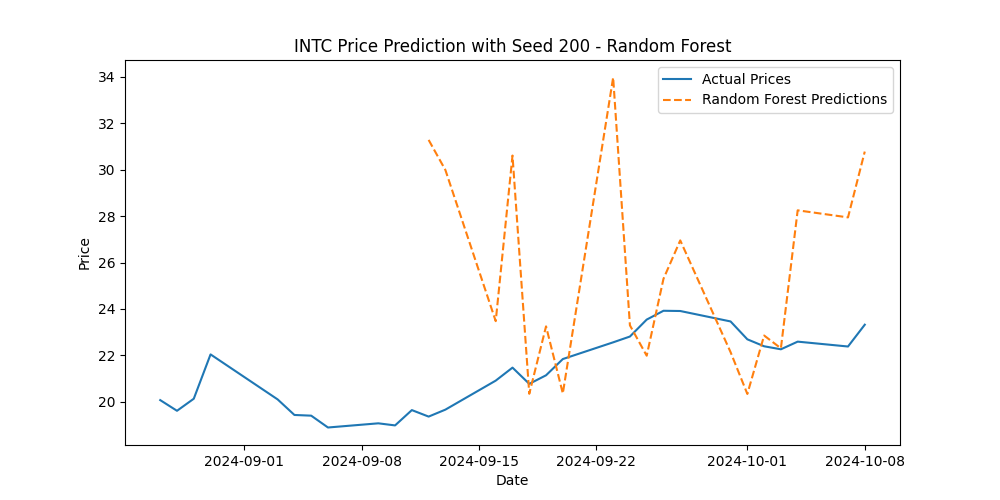 INTC Price Prediction with Seed 200 - Random Forest
Actual Prices
Random Forest Predictions
34
32
30
28
26
24
22
20
Price
2024-09-01
2024-09-08
2024-09-15
2024-09-22
2024-10-01
2024-10-08
Date